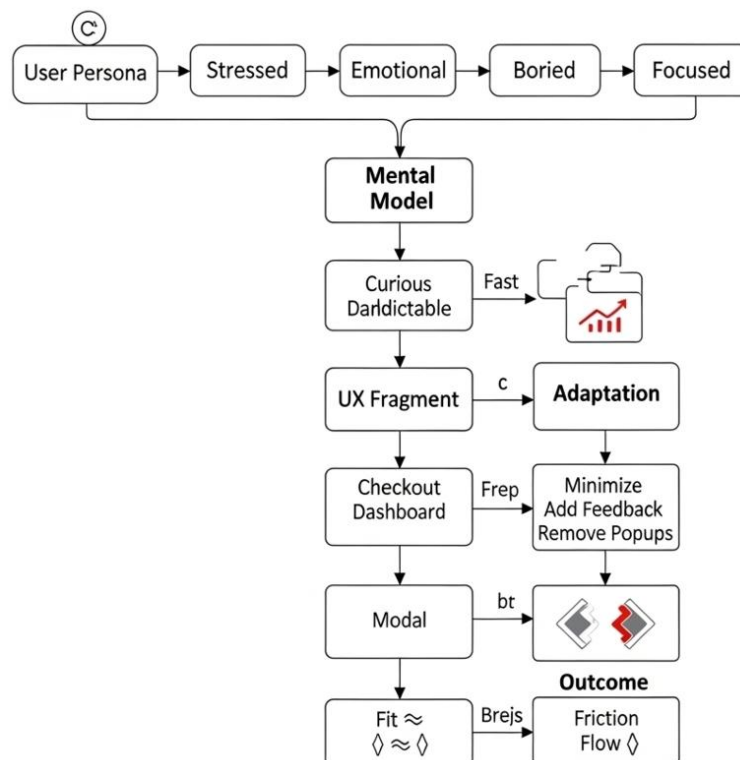 User Persona
Stressed
Emotional
Boried
Focused
Mental
Model
Curious
Darldictable
Fast
UX Fragment
c
Adaptation
Checkout
Dashboard
Frep
Minimize
Add Feedback
Remove Popups
Modal
bt
Outcome
Fit ≈
◊ ≈ ◊
Brejs
Friction
Flow ◊